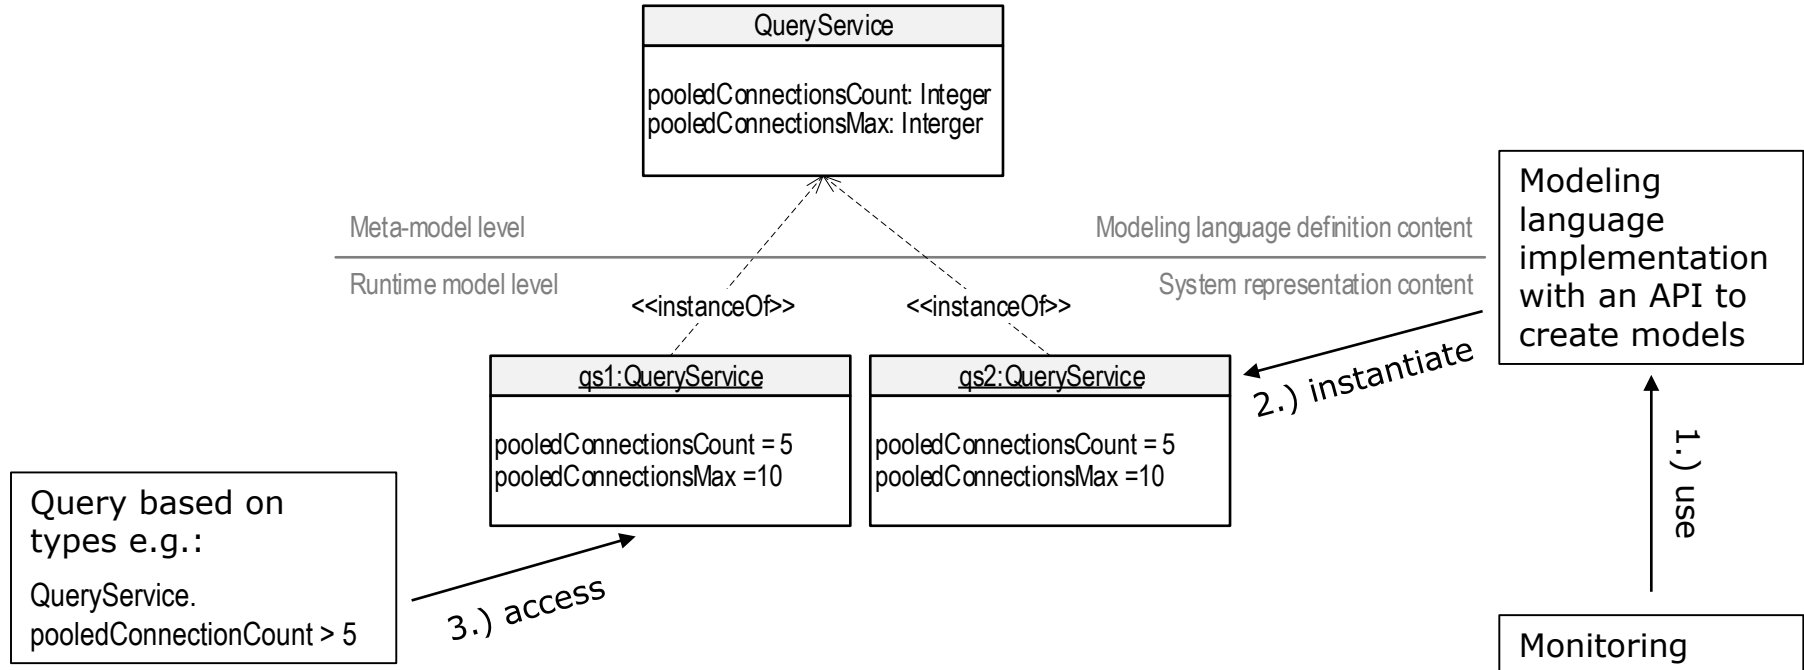 QueryService
pooledConnectionsCount: Integer
pooledConnectionsMax: Interger
Meta-model level
Modeling language definition content
Runtime model level
System representation content
<<instanceOf>>
<<instanceOf>>
Modeling
language
implementation
with an API to
create models
qs1:QueryService
pooledConnectionsCount = 5
pooledConnectionsMax =10
qs2:QueryService
pooledConnectionsCount = 5
pooledConnectionsMax =10
2.) instantiate
1.) use
Query based on
types e.g.:
QueryService.
pooledConnectionCount > 5
3.) access
Monitoring